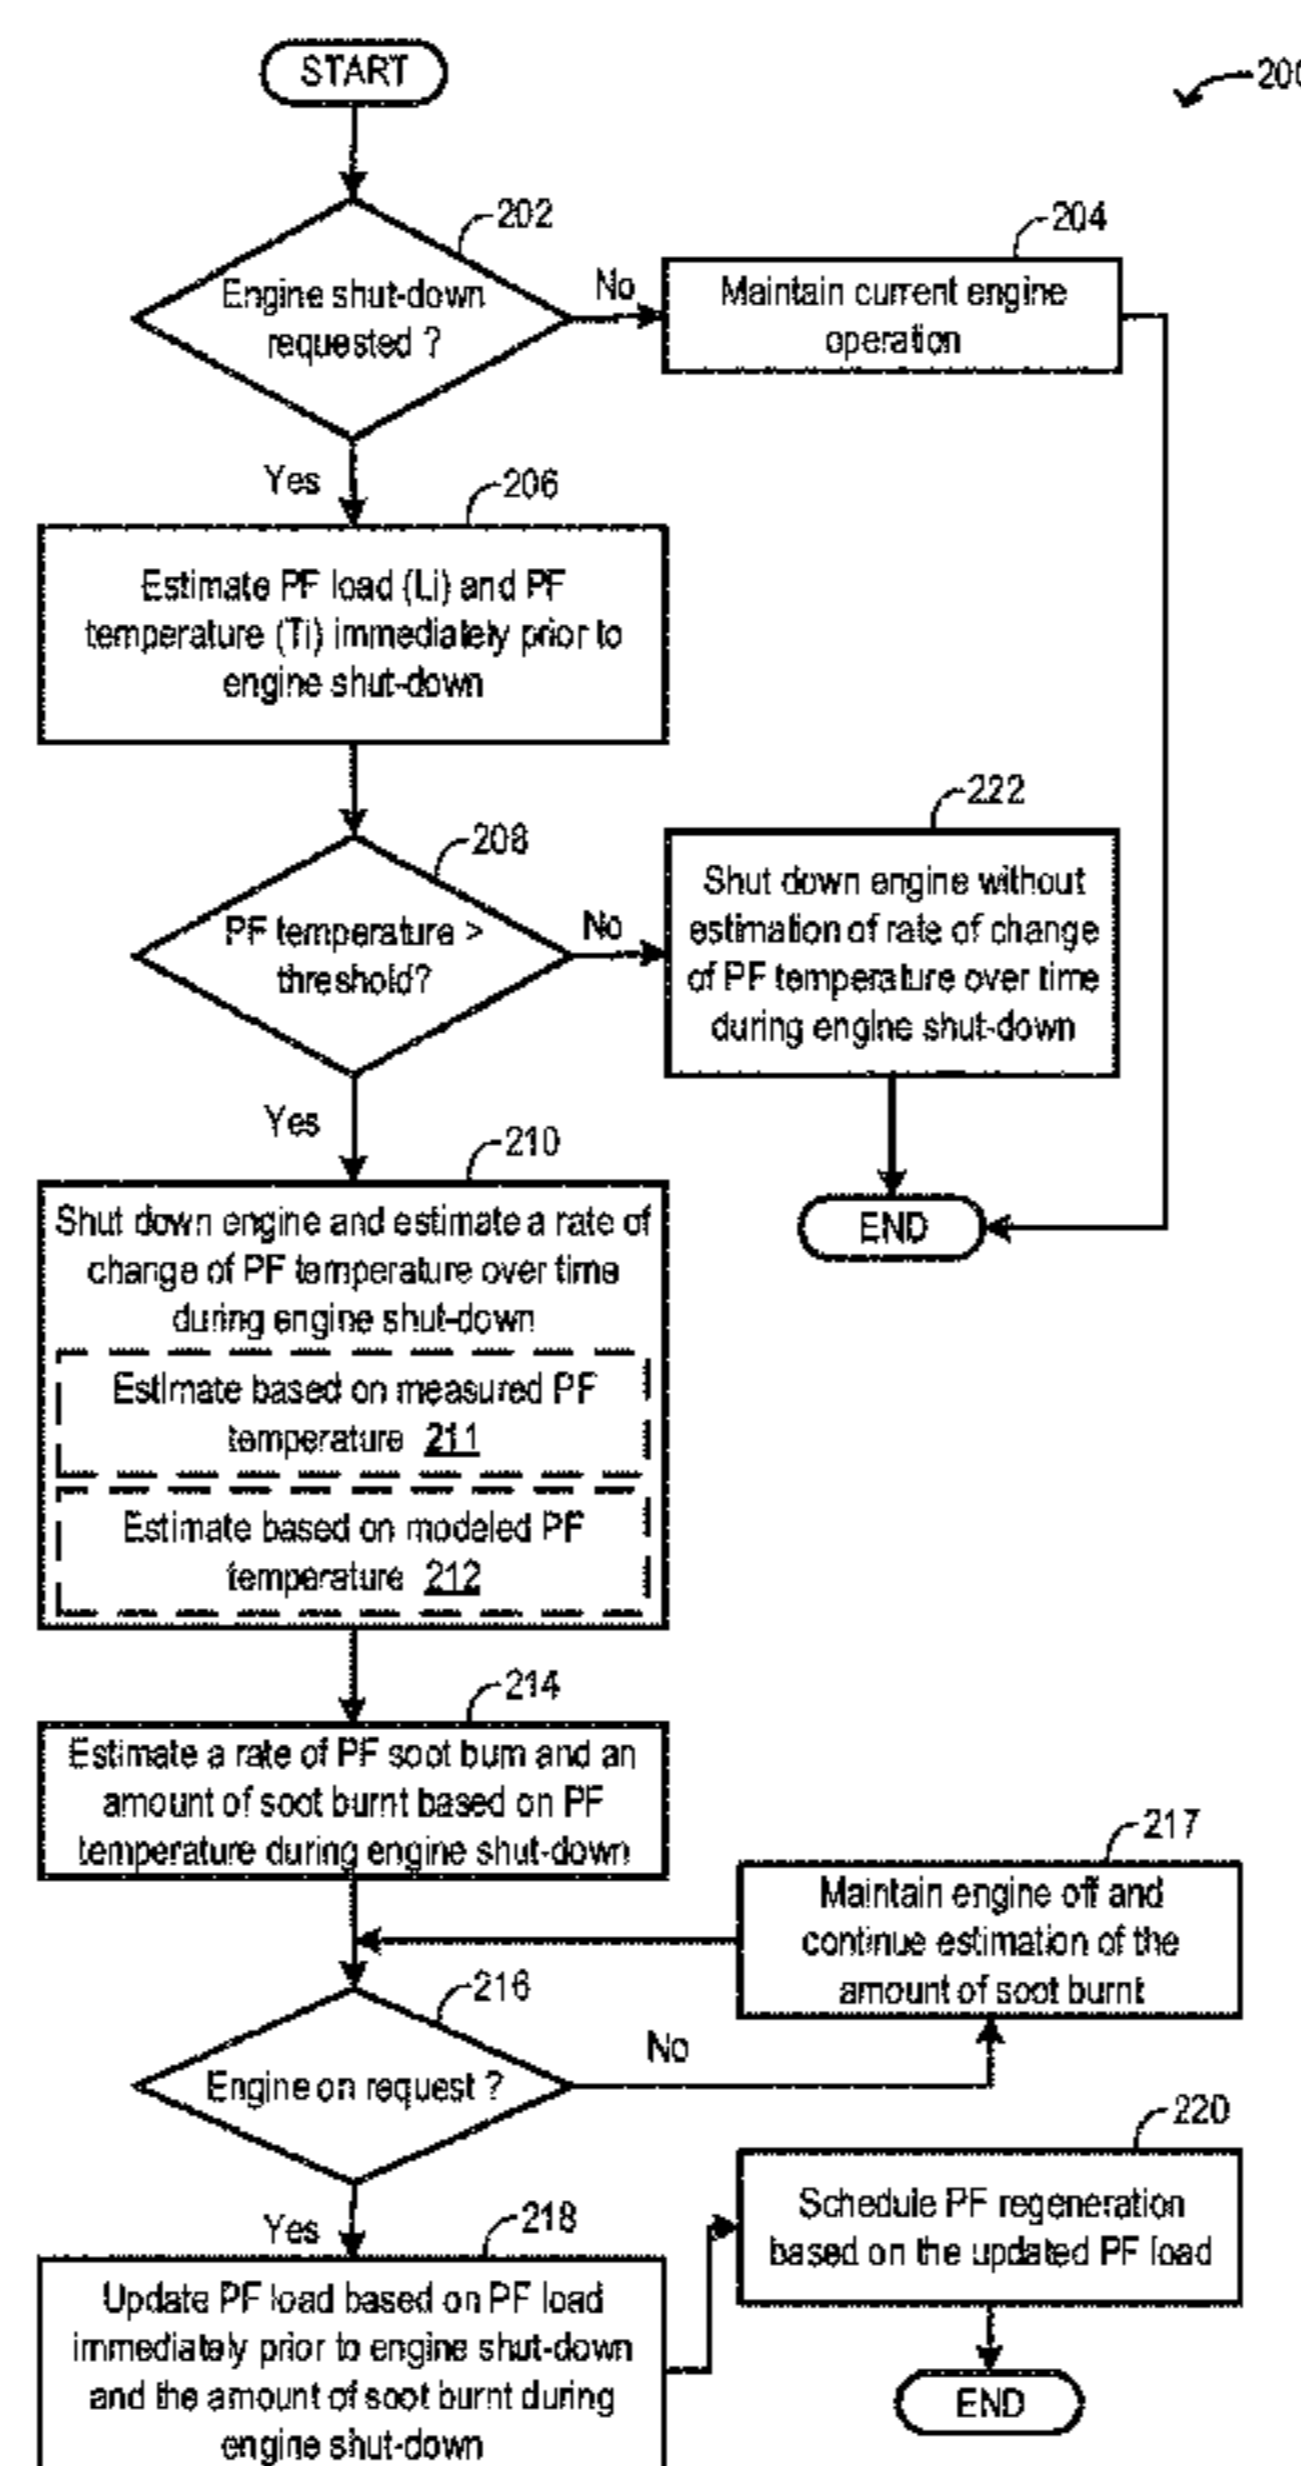 START
200
202
Engine shut-down
requested ?
No
204
Maintain current engine
operation
Yes
206
Estimate PF load (Li) and PF
temperature (Ti) immediately prior to
engine shut-down
208
PF temperature >
threshold?
No
222
Shut down engine without
estimation of rate of change
of PF temperature over time
during engine shut-down
END
Yes
210
Shut down engine and estimate a rate of
change of PF temperature over time
during engine shut-down
Estimate based on measured PF
temperature 211
Estimate based on modeled PF
temperature 212
214
Estimate a rate of PF soot burn and an
amount of soot burnt based on PF
temperature during engine shut-down
217
Maintain engine off and
continue estimation of the
amount of soot burnt
216
Engine on request ?
No
Yes
218
Update PF load based on PF load
immediately prior to engine shut-down
and the amount of soot burnt during
engine shut-down
220
Schedule PF regeneration
based on the updated PF load
END